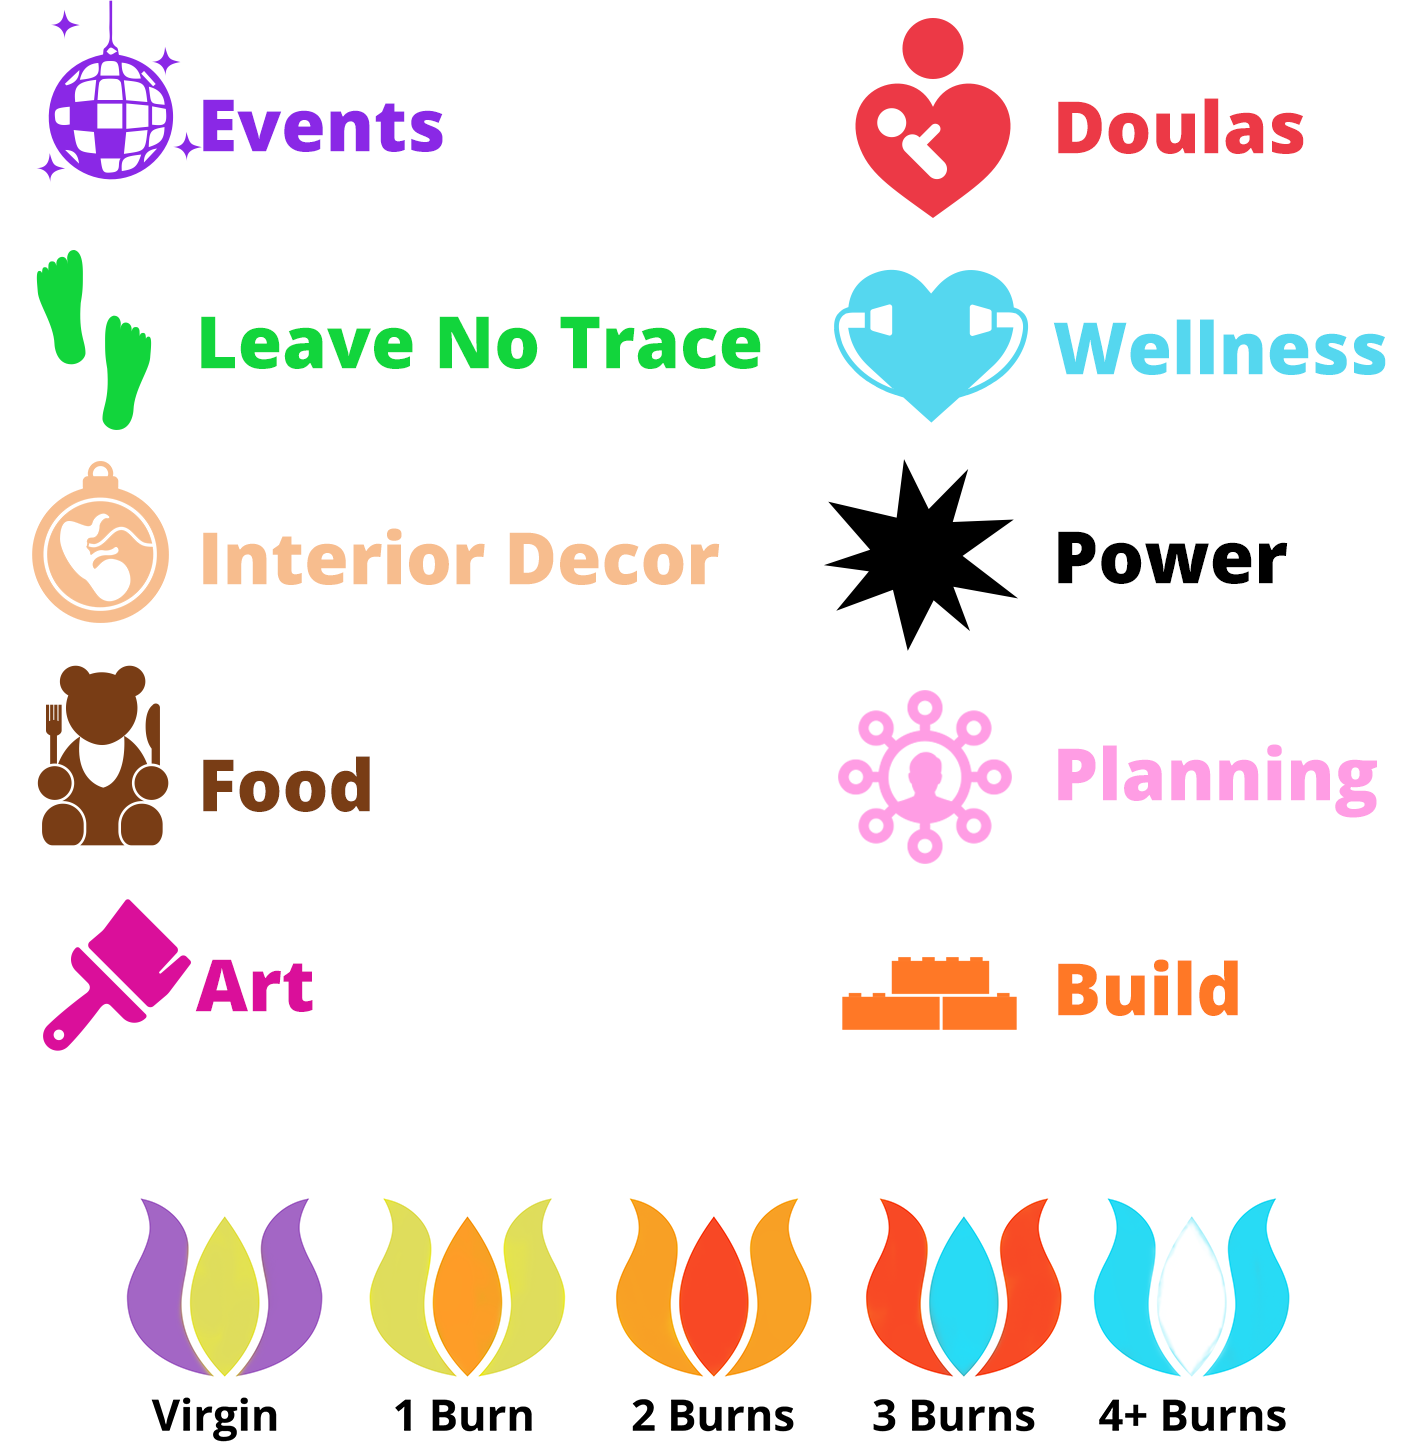 Events
Doulas
Leave No Trace
Wellness
Interior Decor
Power
Food
Planning
Art
Build
Virgin
1 Burn
2 Burns
3 Burns
4+ Burns